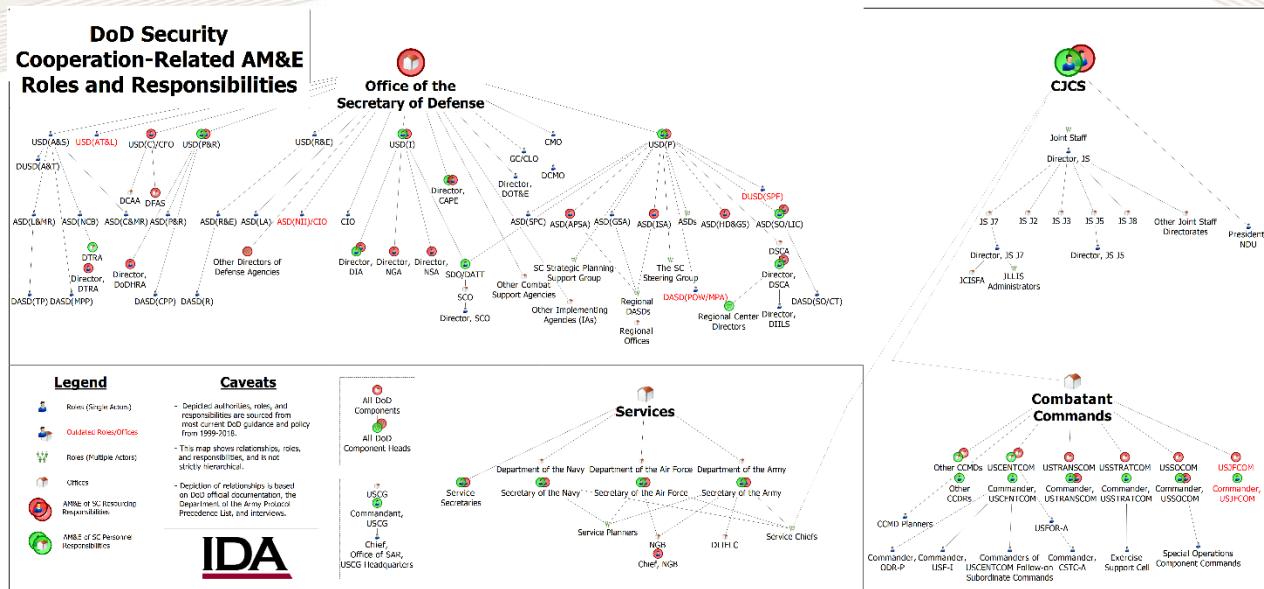 DoD Security
Cooperation-Related AM&E
Roles and Responsibilities
Office of the
Secretary of Defense
CJCS
USD(A&S)
USD(AT&L)
USD(C)/CFO
USD(P&R)
USD(R&E)
USD(I)
CMO
GC/CLO
DCMO
USD(P)
DUSD(A&T)
DCAA
DFAS
Director,
CAPE
Director,
DOT&E
DUSD(SPF)
ASD(L&MR)
ASD(NCB)
ASD(C&MR)
ASD(P&R)
ASD(R&E)
ASD(LA)
ASD(NII)/CIO
CIO
ASD(SPC)
ASD(APSA)
ASD(GSA)
ASD(ISA)
ASDs
ASD(HD&GS)
ASD(SO/LIC)
DTRA
Director,
DTRA
Director,
DoDHRA
Other Directors of
Defense Agencies
Director,
DIA
Director,
NGA
Director,
NSA
SDO/DATT
SCO
Director, SCO
Other Combat
Support Agencies
SC Strategic Planning
Support Group
Other Implementing
Agencies (IAs)
The SC
Steering Group
DSCA
Director,
DSCA
Director,
DIILS
DASD(TP)
DASD(MPP)
DASD(CPP)
DASD(R)
Regional
DASDs
Regional
Offices
DASD(POW/MPA)
Regional Center
Directors
DASD(SO/CT)
Joint Staff
Director, JS
JS J7
JS J2
JS J3
JS J5
JS J8
Other Joint Staff
Directorates
President,
NDU
Director, JS J7
Director, JS J5
JCISFA
JLLIS
Administrators
Legend
Roles (Single Actors)
Outdated Roles/Offices
Roles (Multiple Actors)
Offices
AM&E of SC Resourcing
Responsibilities
AM&E of SC Personnel
Responsibilities
Caveats
- Depicted authorities, roles, and
responsibilities are sourced from
most current DoD guidance and policy
from 1999-2018.
- This map shows relationships, roles,
and responsibilities, and is not
strictly hierarchical.
- Depiction of relationships is based
on DoD official documentation, the
Department of the Army Protocol
Precedence List, and interviews.
IDA
All DoD
Components
All DoD
Component Heads
USCG
Commandant,
USCG
Chief,
Office of SAR,
USCG Headquarters
Services
Department of the Navy
Department of the Air Force
Department of the Army
Service
Secretaries
Secretary of the Navy
Secretary of the Air Force
Secretary of the Army
Service Planners
NGB
Chief, NGB
Service Chiefs
Combatant
Commands
Other CCMDs
USCENTCOM
USTRANSCOM
USSTRATCOM
USSOCOM
USJFCOM
Other
CCDRs
Commander,
USCENTCOM
Commander,
USTRANSCOM
Commander,
USSTRATCOM
Commander,
USSOCOM
Commander,
USJFCOM
CCMD Planners
USFOR-A
Commander,
ODR-P
Commander,
USF-I
Commanders of
USCENTCOM Follow-on
Subordinate Commands
Commander,
CSTC-A
Exercise
Support Cell
Special Operations
Component Commands